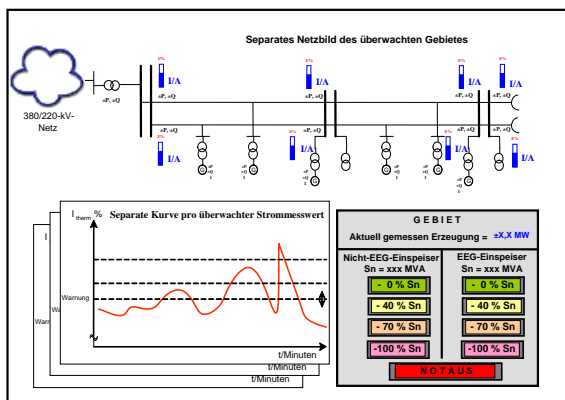 Separates Netzbild des überwachten Gebietes
I/A
I/A
I/A
±P, ±Q
±P, ±Q
±P, ±Q
±P, ±Q
380/220-kV-
Netz
±P, ±Q
±P, ±Q
I/A
I/A
I/A
G
G
G
G
G
I therm %
Separate Kurve pro überwachter Strommesswert
I
I
Warnung
Wa
Warr
t/Minuten
t/Minuten
t/Minuten
G E B I E T
Aktuell gemessen Erzeugung = ±X,X MW
Nicht-EEG-Einspeiser
Sn = xxx MVA
EEG-Einspeiser
Sn = xxx MVA
- 0 % Sn
- 0 % Sn
- 40 % Sn
- 40 % Sn
- 70 % Sn
- 70 % Sn
-100 % Sn
-100 % Sn
N O T A U S